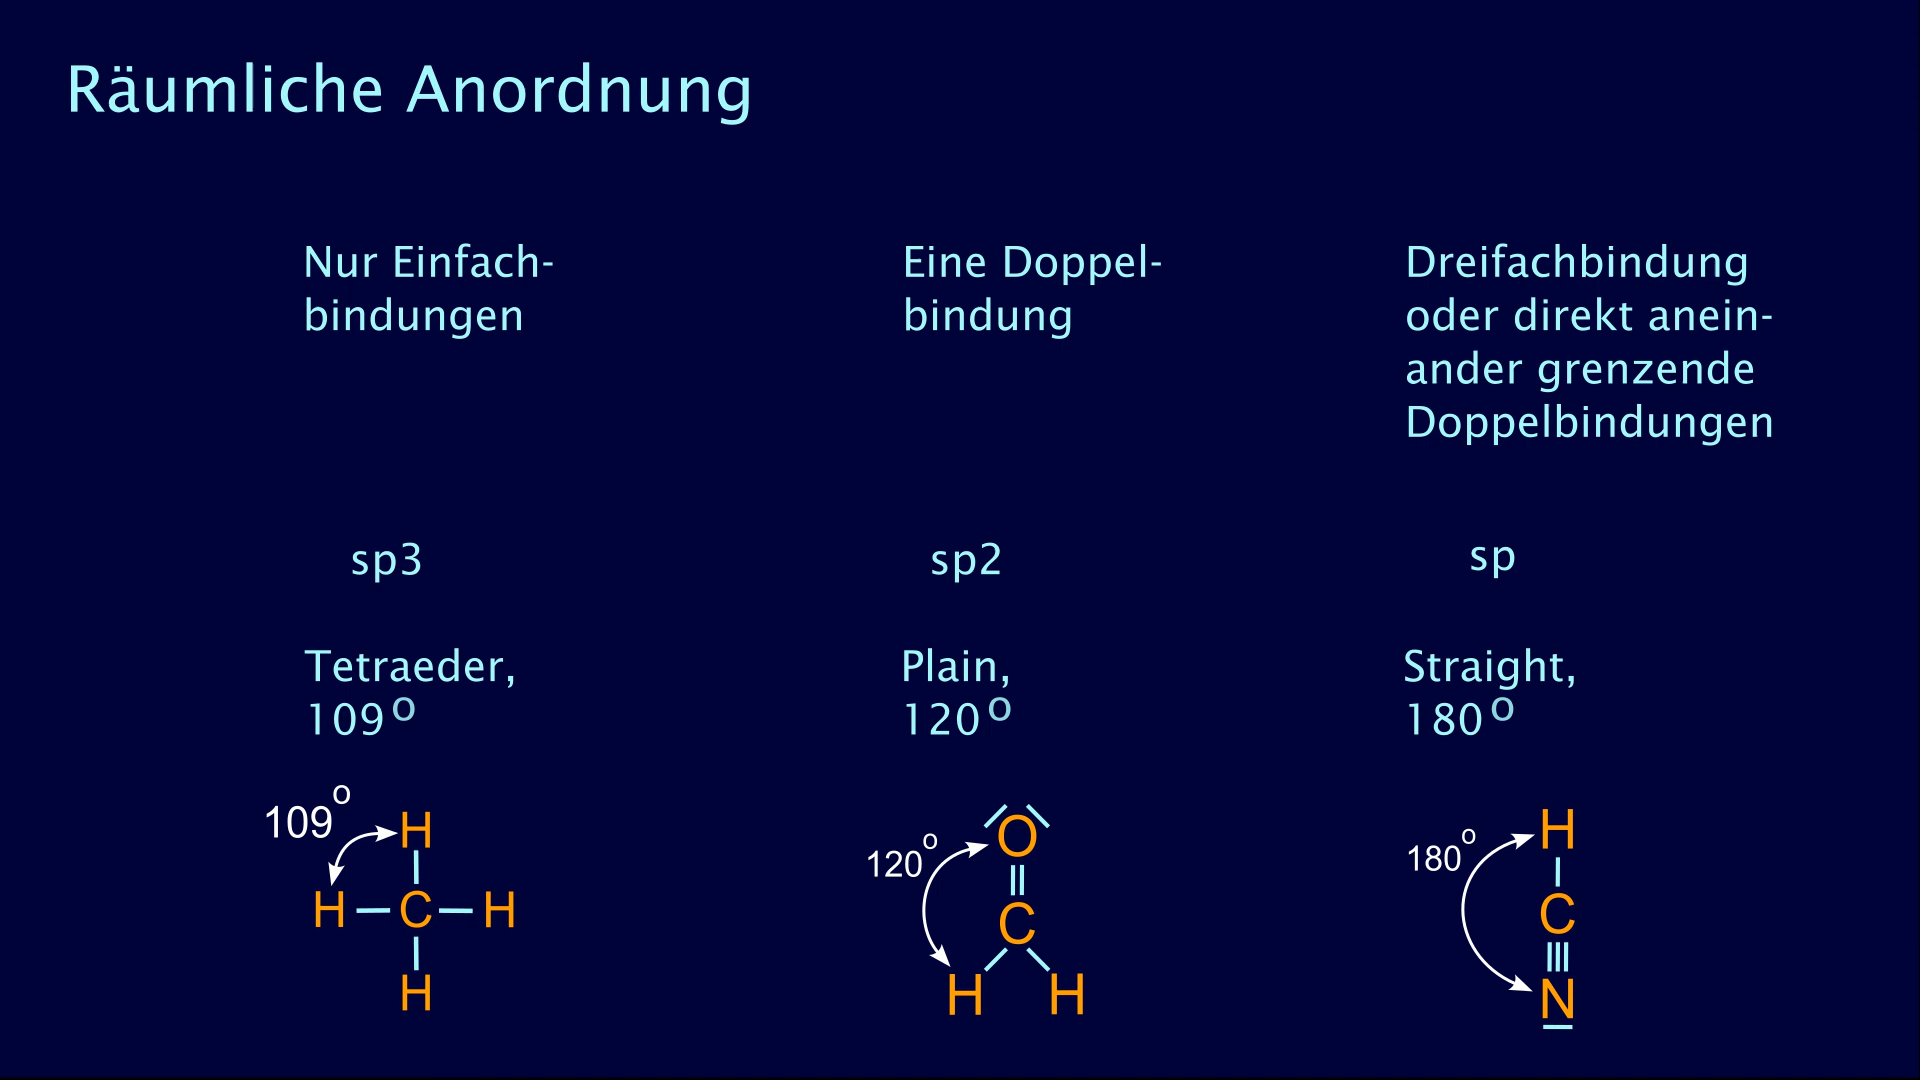 Räumliche Anordnung
Nur Einfach-
bindungen
Eine Doppel-
bindung
Dreifachbindung
oder direkt anein-
ander grenzende
Doppelbindungen
sp3
sp2
sp
Tetraeder,
109 o
Plain,
120 o
Straight,
180 o
109 o
H
H C H
H
120 o
O
C
H H
180 o
H
C
N